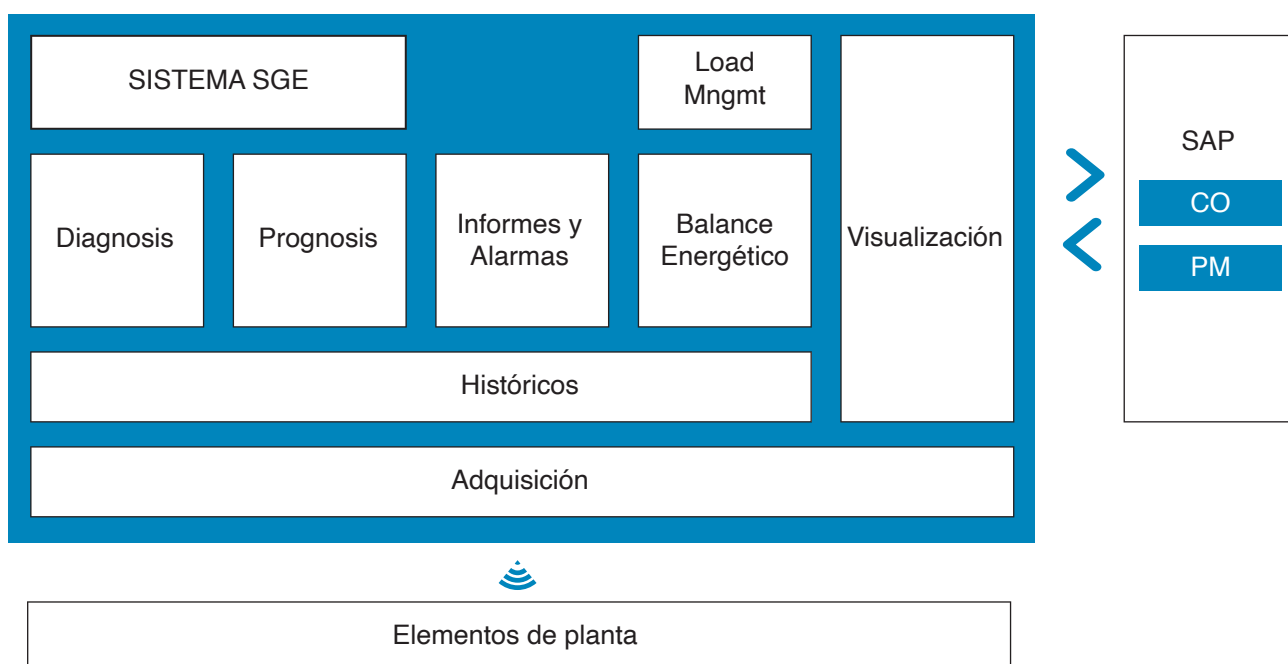 SISTEMA SGE
Load
Mngmt
Diagnosis
Prognosis
Informes y
Alarmas
Balance
Energético
Visualización
Históricos
Adquisición
Elementos de planta
SAP
CO
PM